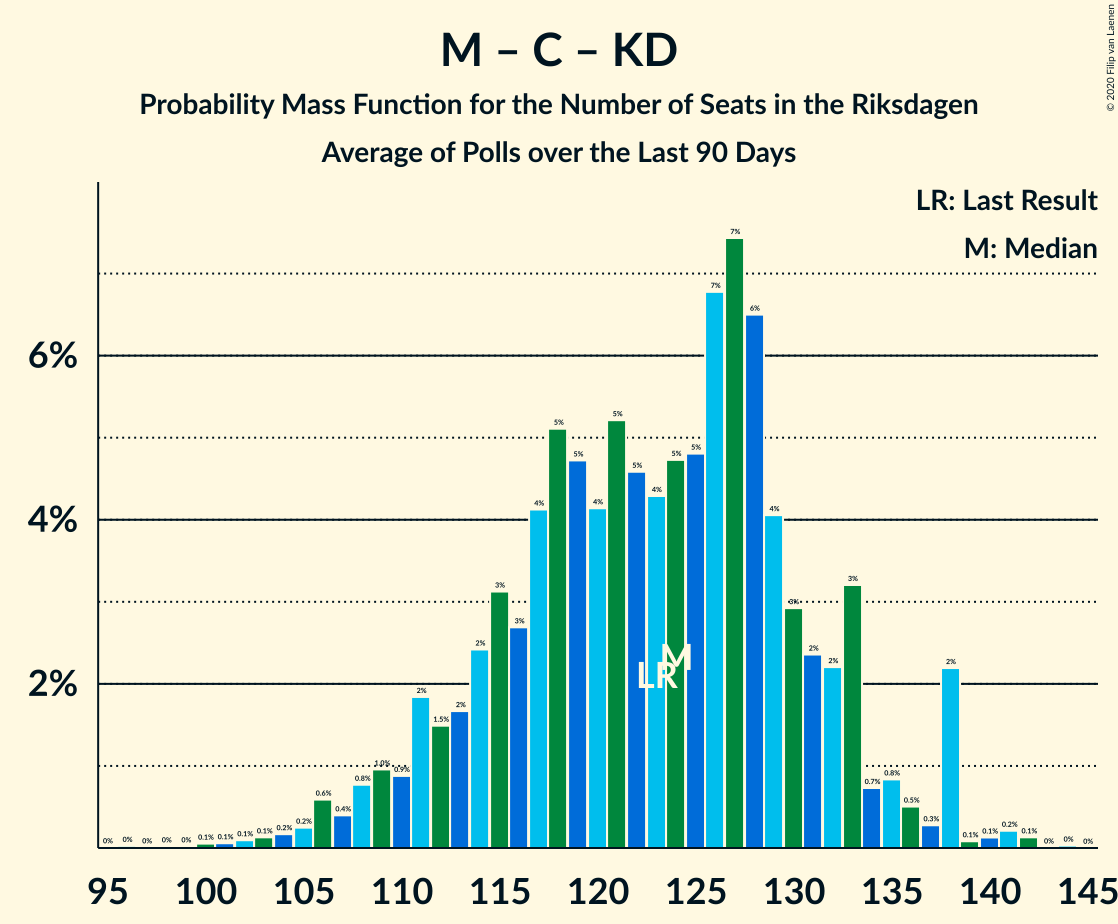 M – C – KD
Probability Mass Function for the Number of Seats in the Riksdagen
Average of Polls over the Last 90 Days
© 2020 Filip van Laenen
LR: Last Result
M: Median
6%
4%
2%
0% 0% 0% 0% 0% 0.1% 0.1% 0.1% 0.1% 0.2% 0.2% 0.6% 0.4% 0.8% 1.0% 0.9% 2% 1.5% 2% 2% 3% 3% 4% 5% 5% 4% 5% 5% 4% 5% 5% 7% 7% 6% 4% 3% 2% 2% 3% 0.7% 0.8% 0.5% 0.3% 2% 0.1% 0.1% 0.2% 0.1% 0% 0% 0%
M
LR
95 100 105 110 115 120 125 130 135 140 145